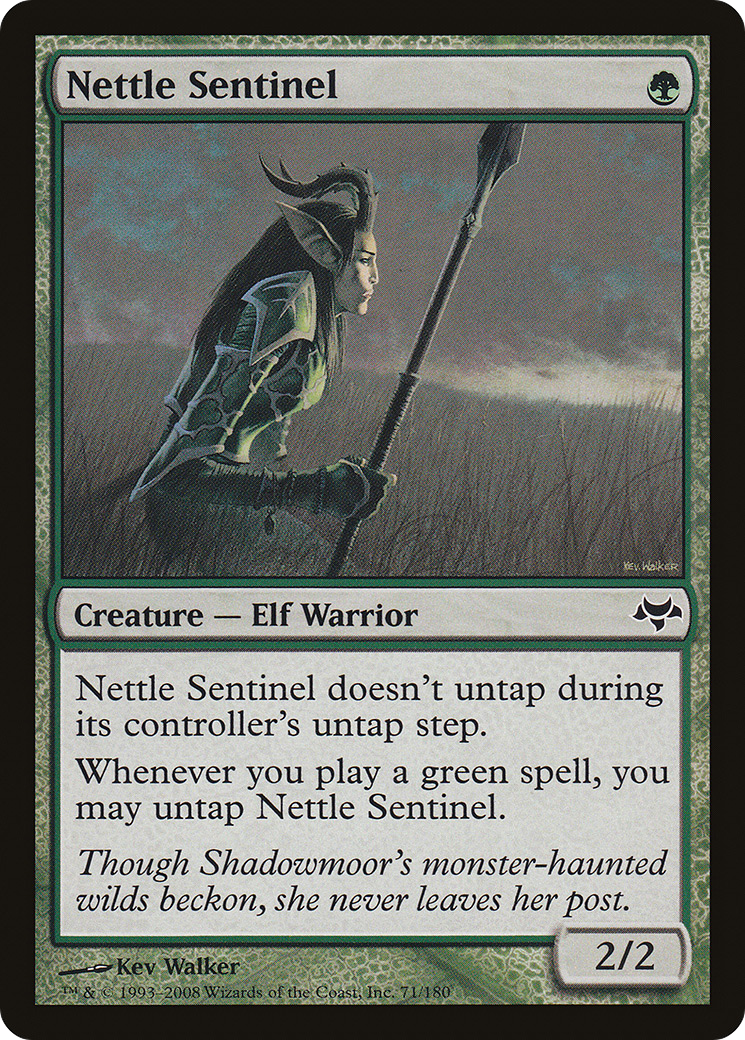 Nettle Sentinel
KEV. WALKER
Creature — Elf Warrior
Nettle Sentinel doesn't untap during
its controller's untap step.
Whenever you play a green spell, you
may untap Nettle Sentinel.
Though Shadowmoor's monster-haunted
wilds beckon, she never leaves her post.
2/2
Kev Walker
™ & © 1993–2008 Wizards of the Coast, Inc. 71/180